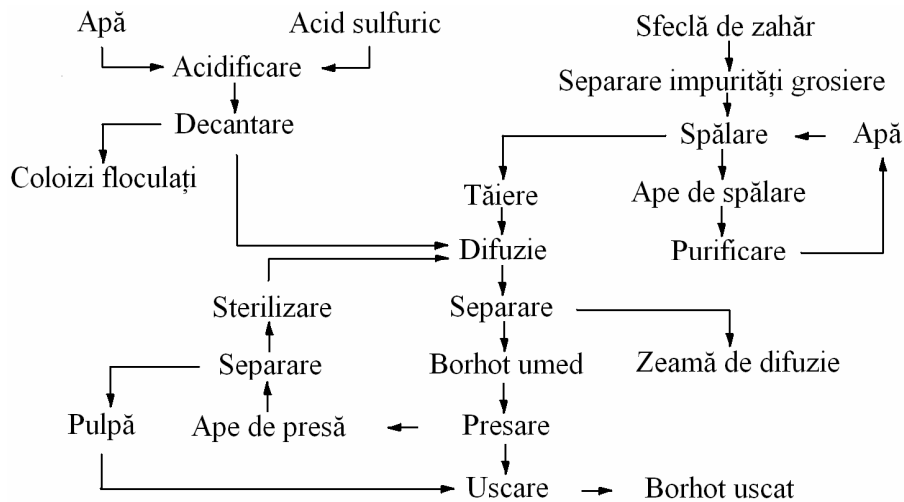 Apă
Acid sulfuric
Sfeclă de zahăr
Acidificare
Separare impurități grosiere
Decantare
Spălare
Apă
Coloizi floculați
Tăiere
Ape de spălare
Difuzie
Purificare
Sterilizare
Separare
Separare
Borhot umed
Zeamă de difuzie
Pulpă
Ape de presă
Presare
Uscare
Borhot uscat